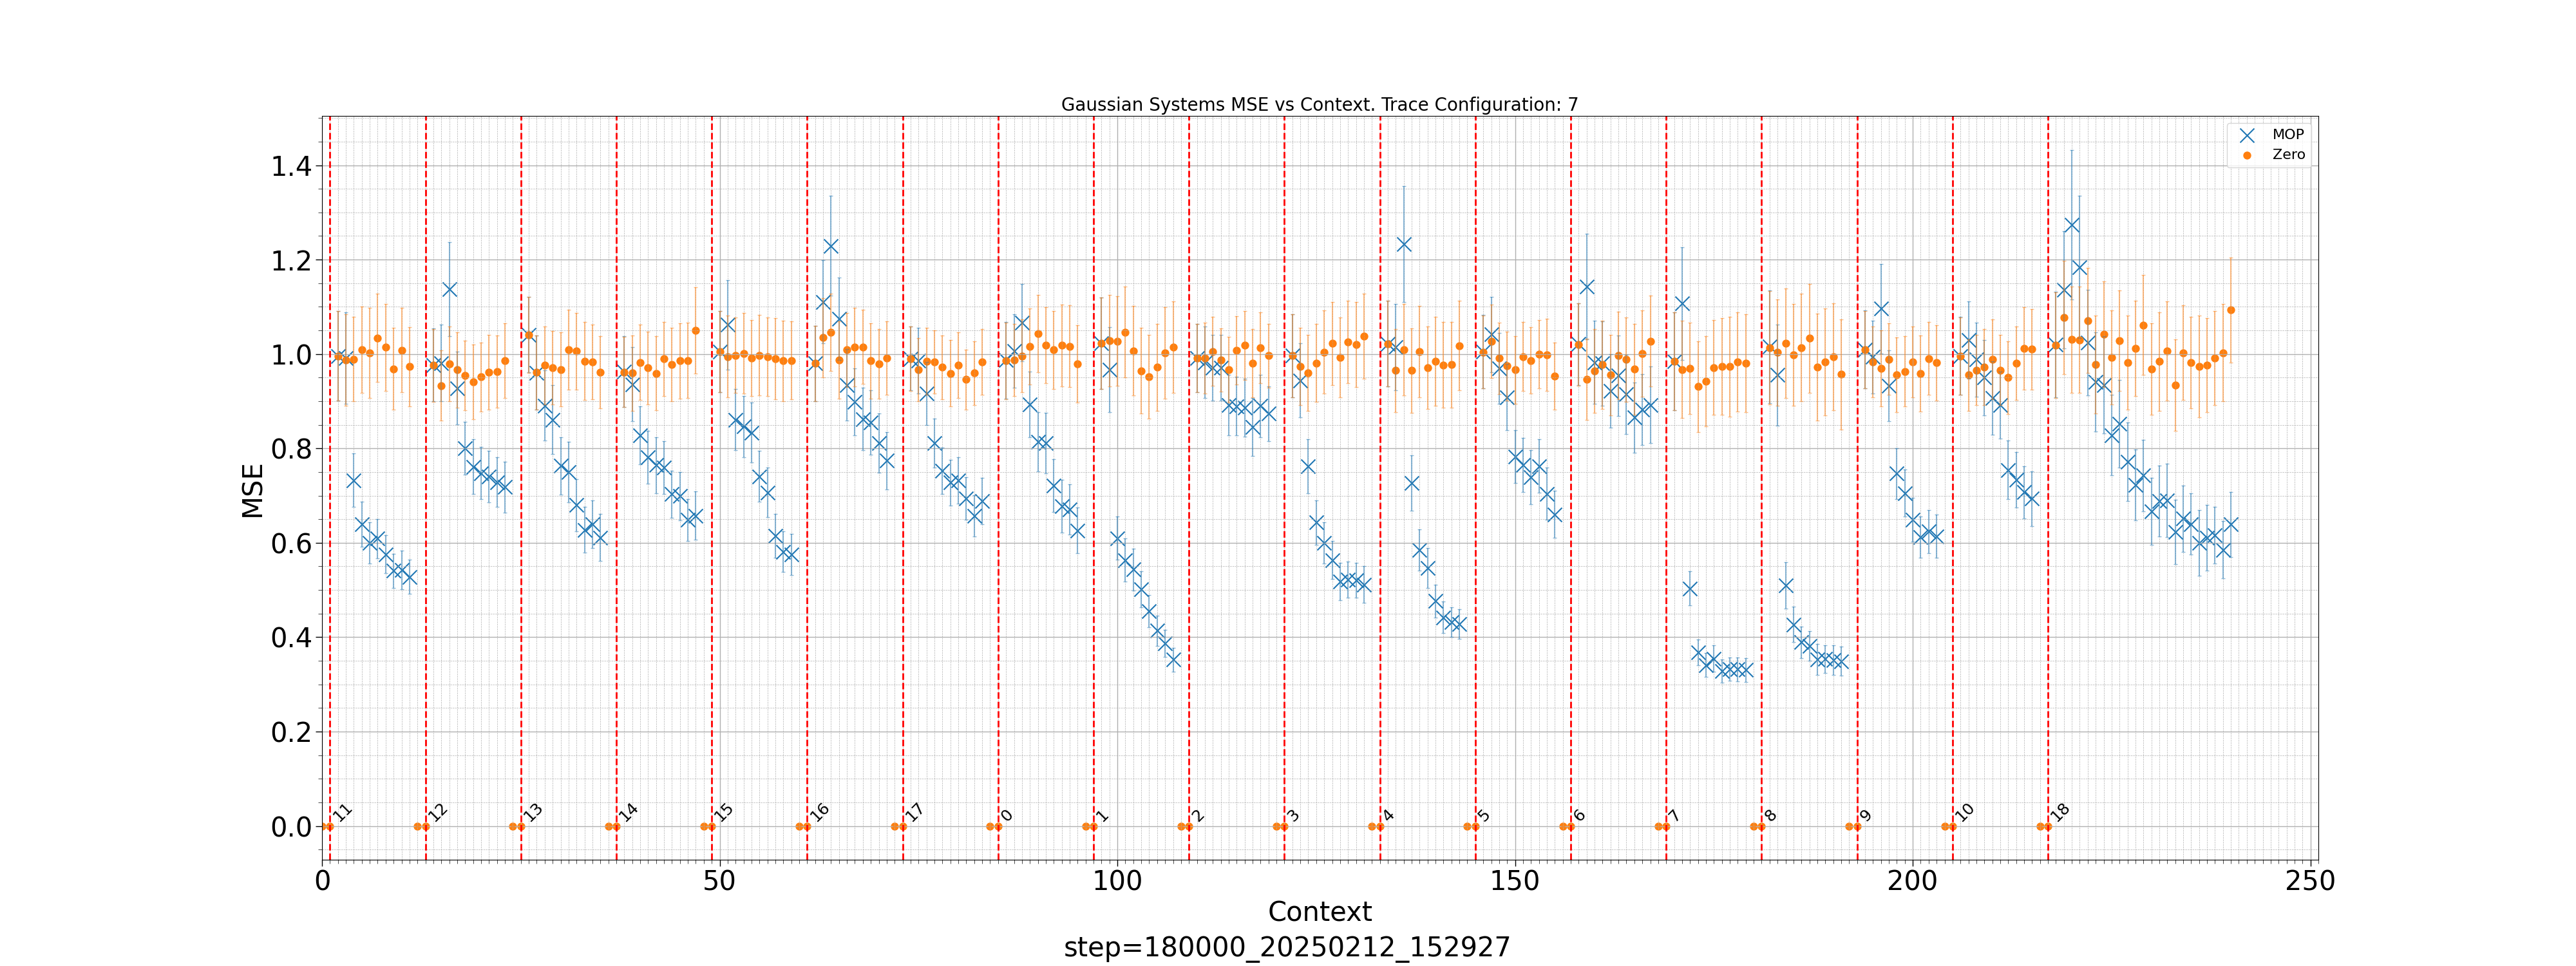 Gaussian Systems MSE vs Context. Trace Configuration: 7
MOP
Zero
MSE
1.4
1.2
1.0
0.8
0.6
0.4
0.2
0.0
11 12 13 14 15 16 17 0 1 2 3 4 5 6 7 8 9 10 18
0 50 100 150 200 250
Context
step=180000_20250212_152927